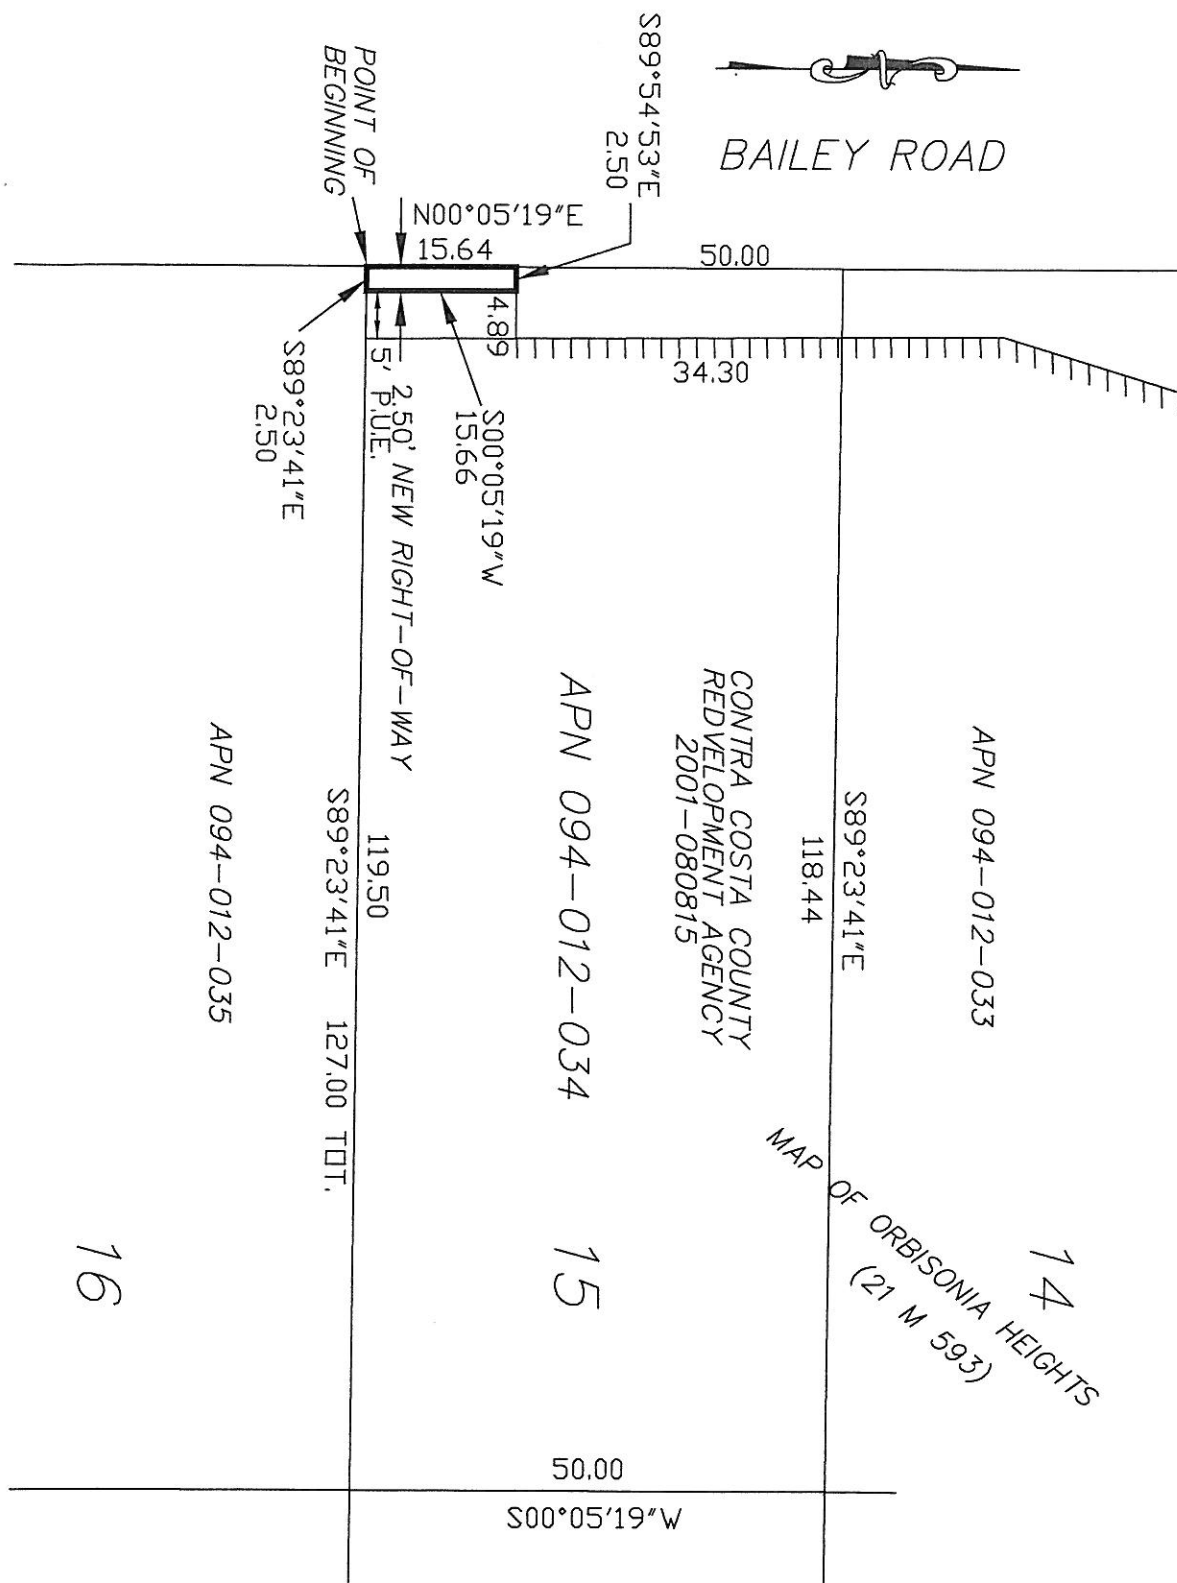 BAILEY ROAD
S89°54'53"E
2.50
POINT OF
BEGINNING
N00°05'19"E
15.64
50.00
4.89
34.30
S00°05'19"W
15.66
5'
P.U.E.
2.50' NEW RIGHT-OF-WAY
S89°23'41"E
2.50
CONTRA COSTA COUNTY
REDVELOPMENT AGENCY
2001-080815
APN 094-012-033
S89°23'41"E
118.44
APN 094-012-034
119.50
S89°23'41"E 127.00 TOT.
APN 094-012-035
MAP OF ORBISONIA HEIGHTS
(21 M 593)
14
15
16
50.00
S00°05'19"W